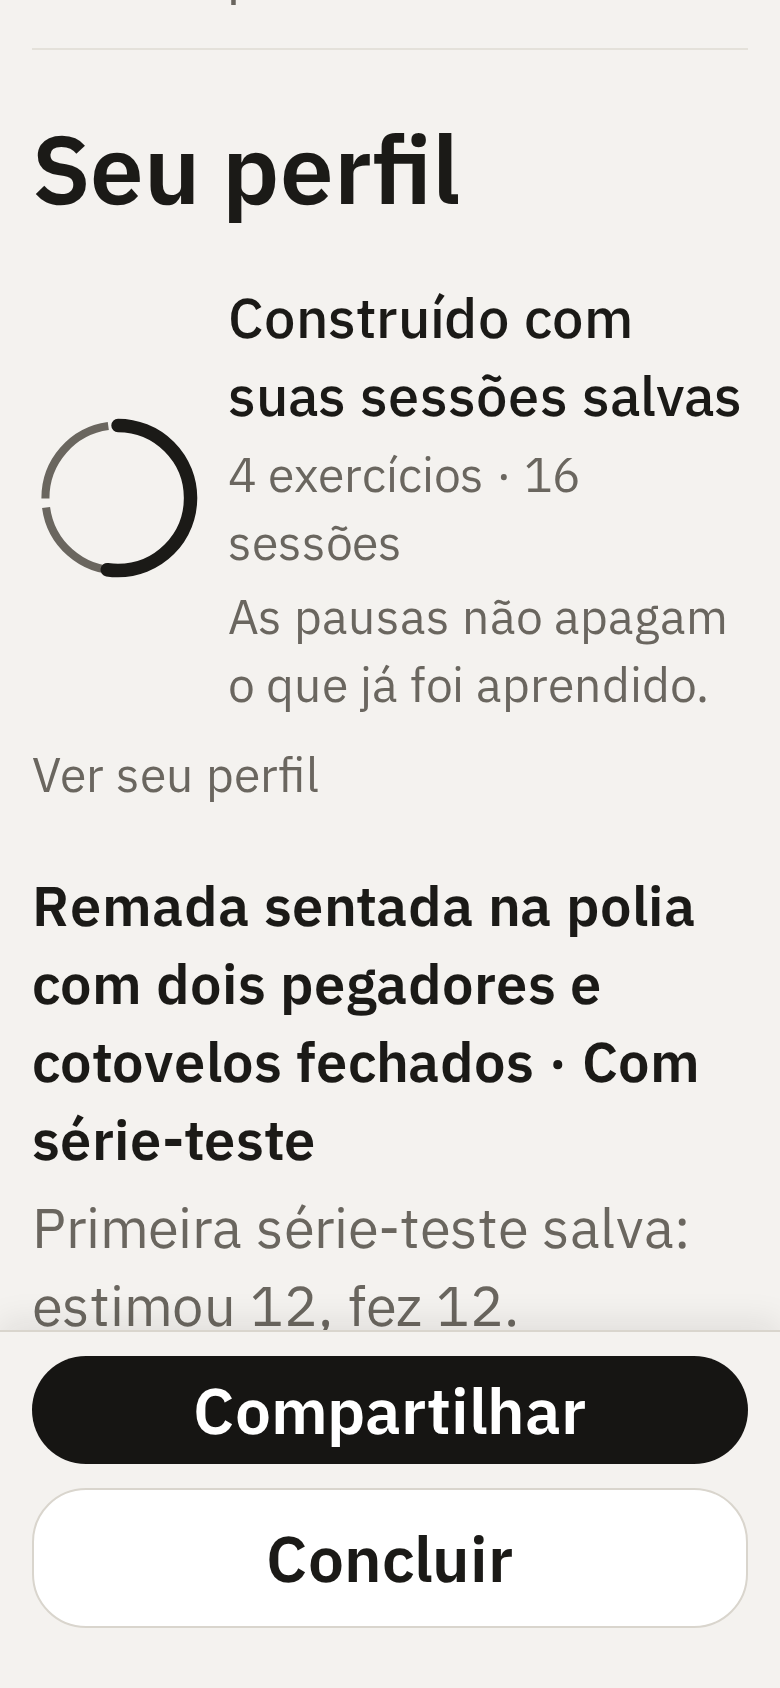 Seu perfil
Construído com
suas sessões salvas
4 exercícios · 16
sessões
As pausas não apagam
o que já foi aprendido.
Ver seu perfil
Remada sentada na polia
com dois pegadores e
cotovelos fechados · Com
série-teste
Primeira série-teste salva:
estimou 12, fez 12.
Compartilhar
Concluir